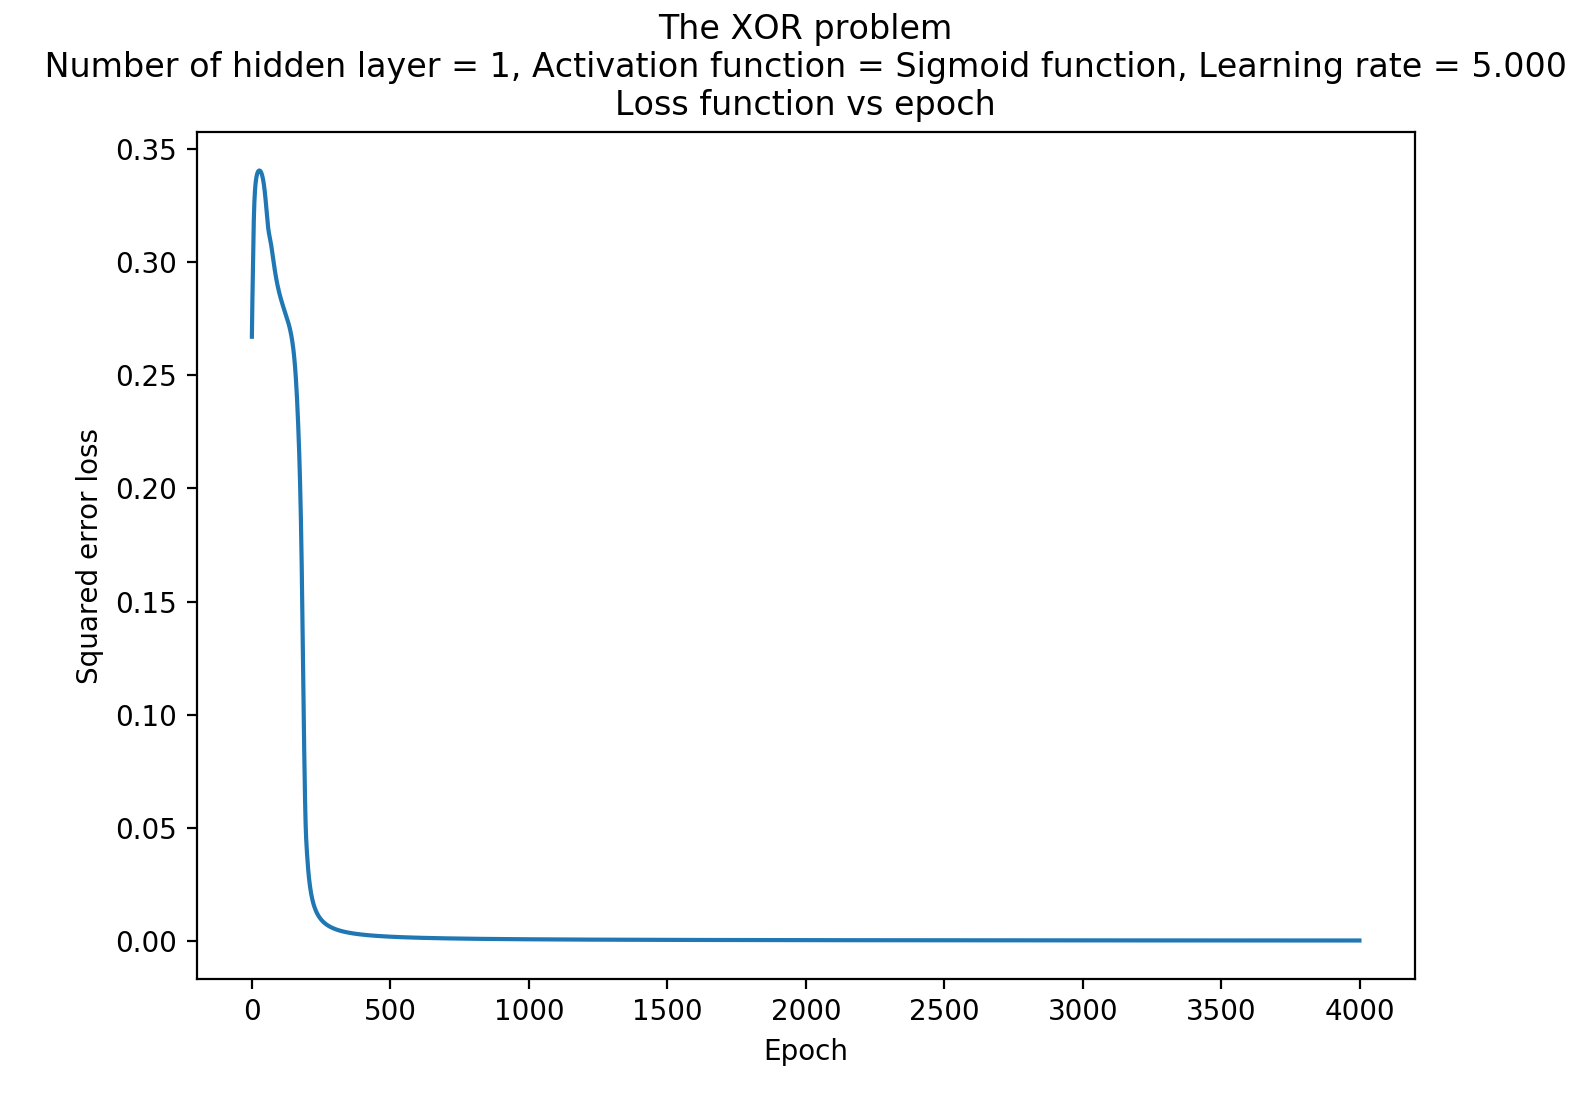 The XOR problem
Number of hidden layer = 1, Activation function = Sigmoid function, Learning rate = 5.000
Loss function vs epoch
0.35
0.30
0.25
0.20
0.15
0.10
0.05
0.00
Squared error loss
0 500 1000 1500 2000 2500 3000 3500 4000
Epoch